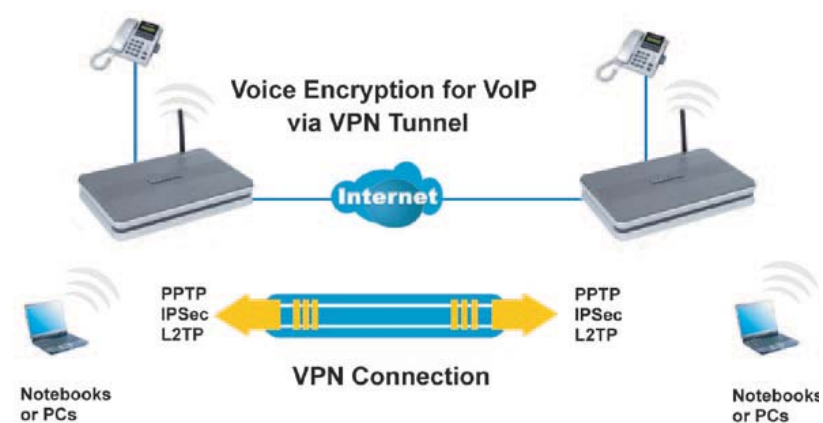 Voice Encryption for VoIP
via VPN Tunnel
Internet
PPTP
IPSec
L2TP
PPTP
IPSec
L2TP
VPN Connection
Notebooks
or PCs
Notebooks
or PCs